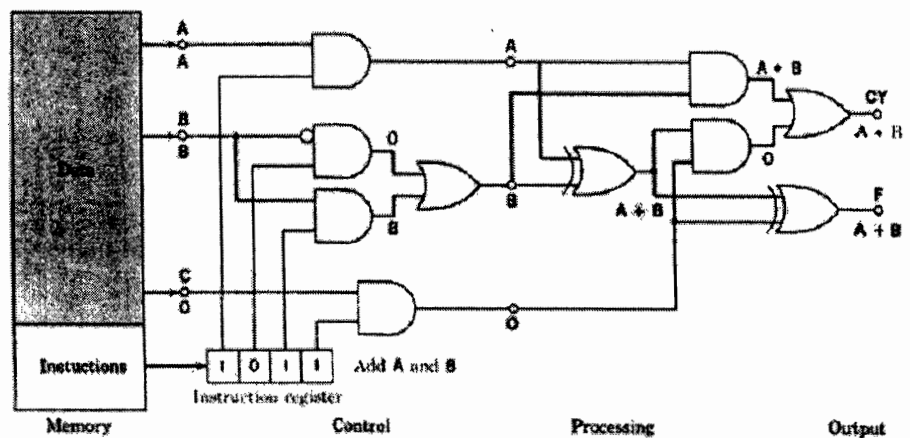 A
A
A
A • B
CY
A + B
B
B
0
0
B
B
A ⊕ B
F
A + B
C
0
0
Data
Instuctions
1 0 1 1
Add A and B
Instruction register
Memory
Control
Processing
Output